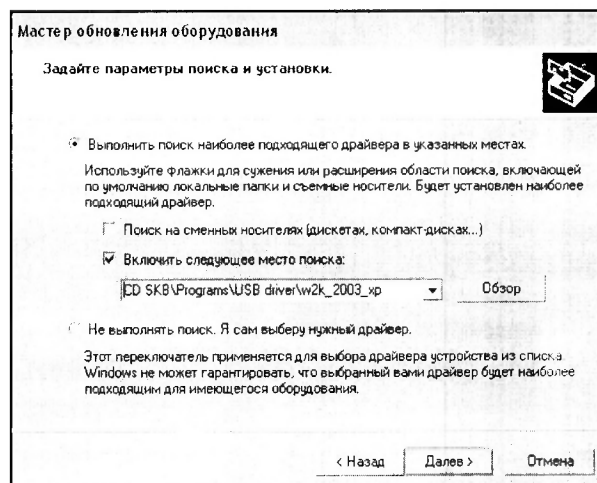 Мастер обновления оборудования
Задайте параметры поиска и установки.
Выполнить поиск наиболее подходящего драйвера в указанных местах.
Используйте флажки для сужения или расширения области поиска, включающей
по умолчанию локальные папки и съемные носители. Будет установлен наиболее
подходящий драйвер.
Поиск на сменных носителях (дискетах, компакт-дисках...)
Включить следующее место поиска:
CD SKB\Programs\USB driver\w2k_2003_xp
Обзор
Не выполнять поиск. Я сам выберу нужный драйвер.
Этот переключатель применяется для выбора драйвера устройства из списка.
Windows не может гарантировать, что выбранный вами драйвер будет наиболее
подходящим для имеющегося оборудования.
< Назад Далее > Отмена